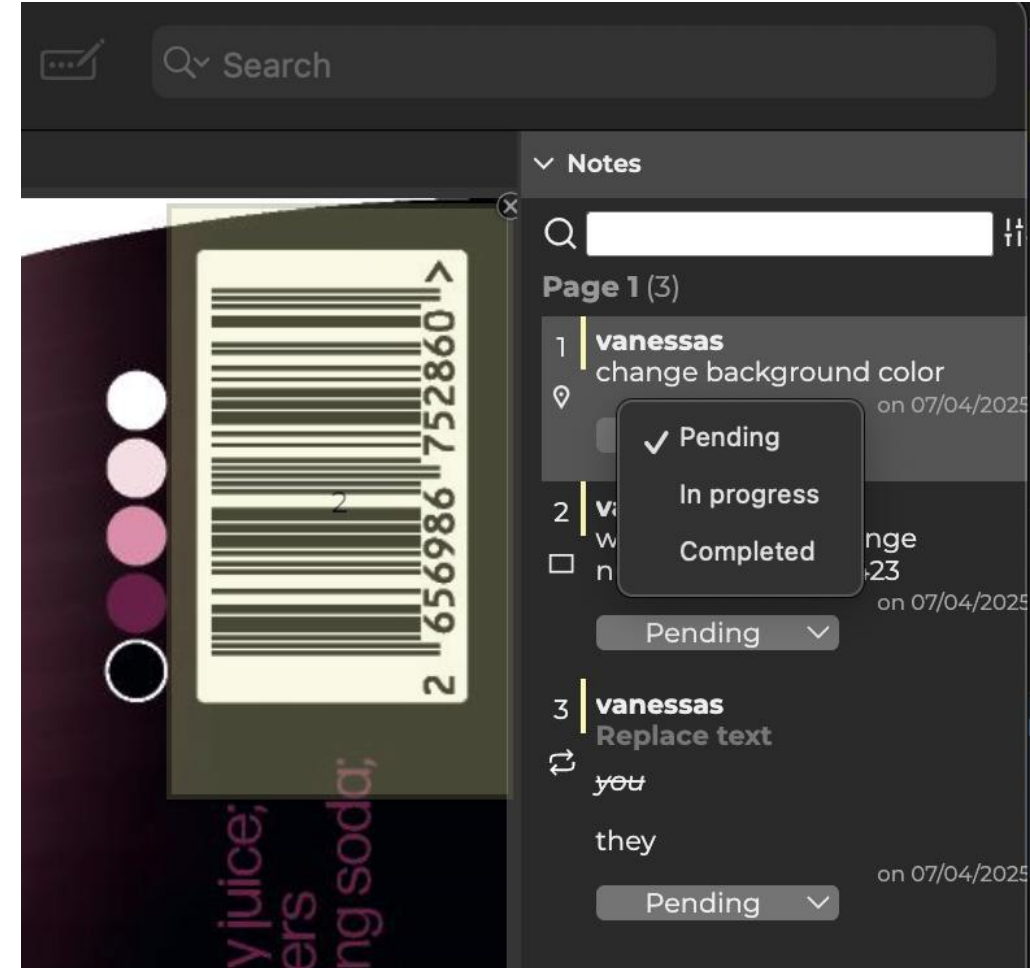 Search
Notes
Page 1 (3)
1 vanessas
change background color
on 07/04/2025
Pending
In progress
Completed
2
nge
423
on 07/04/2025
Pending
3 vanessas
Replace text
you
they
on 07/04/2025
Pending
2 656986 752860 >
2
y juice;
ers
ng soda;